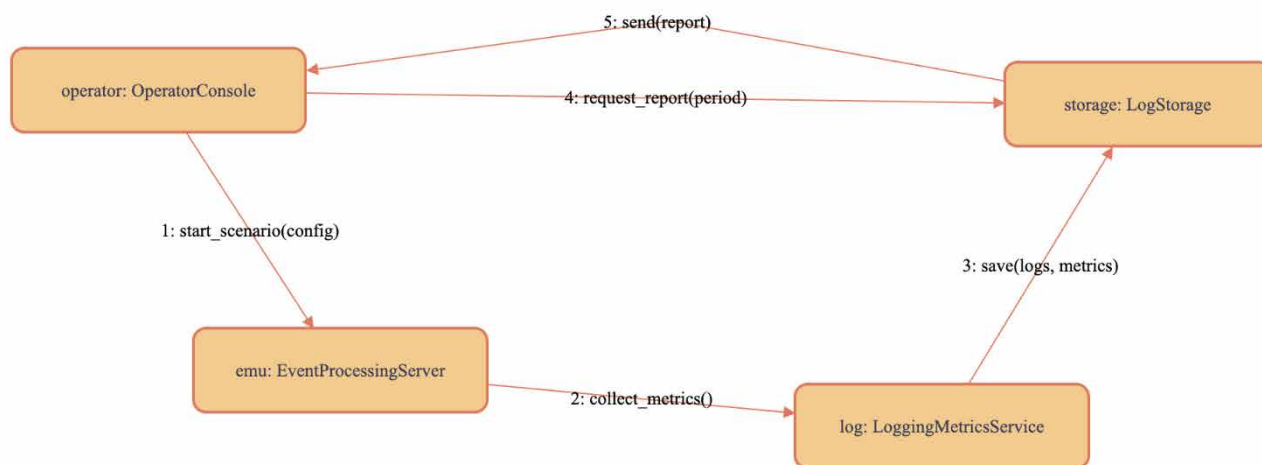 5: send(report)
operator: OperatorConsole
4: request_report(period)
storage: LogStorage
1: start_scenario(config)
3: save(logs, metrics)
emu: EventProcessingServer
2: collect_metrics()
log: LoggingMetricsService